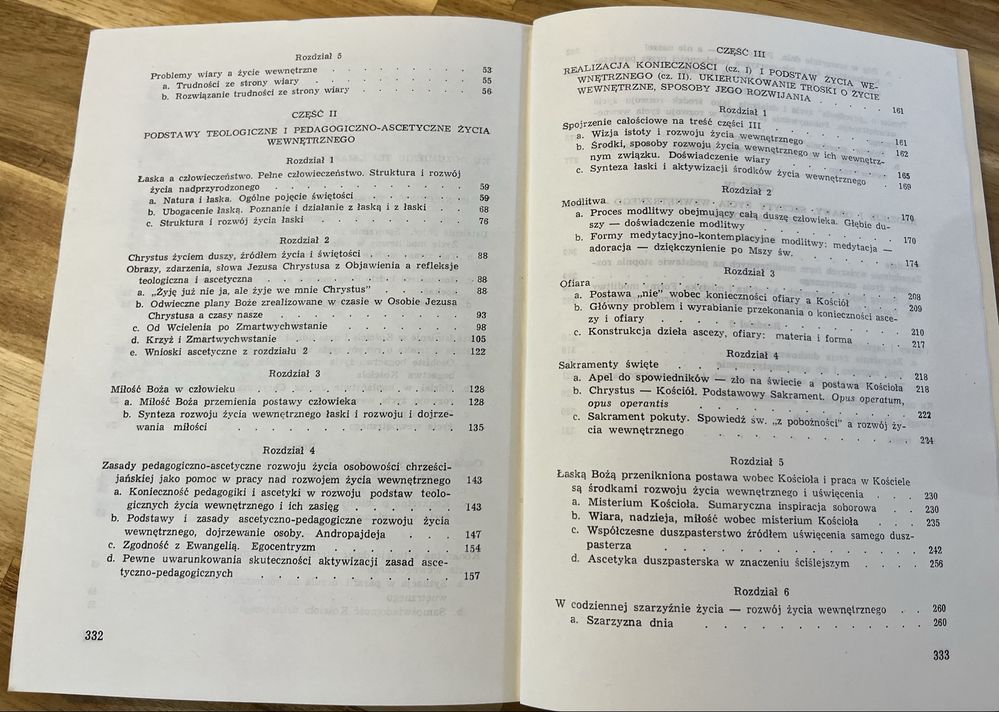 Rozdział 5
Problemy wiary a życie wewnętrzne . . . . . . . . . . 53
a. Trudności ze strony wiary . . . . . . . . . . 55
b. Rozwiązanie trudności ze strony wiary . . . . . . . . 56
CZĘŚĆ II
PODSTAWY TEOLOGICZNE I PEDAGOGICZNO-ASCETYCZNE ŻYCIA
WEWNĘTRZNEGO
Rozdział 1
Łaska a człowieczeństwo. Pełne człowieczeństwo. Struktura i rozwój
życia nadprzyrodzonego . . . . . . . . . . . 59
a. Natura i łaska. Ogólne pojęcie świętości . . . . . . . 59
b. Ubogacenie łaską. Poznanie i działanie z łaską i z łaski . . . 68
c. Struktura i rozwój życia łaski . . . . . . . . . 76
Rozdział 2
Chrystus życiem duszy, źródłem życia i świętości . . . . . . . 88
Obrazy, zdarzenia, słowa Jezusa Chrystusa z Objawienia a refleksje
teologiczna i ascetyczna . . . . . . . . . . . 88
a. „Żyję już nie ja, ale żyje we mnie Chrystus" . . . . . . 88
b. Odwieczne plany Boże zrealizowane w czasie w Osobie Jezusa
Chrystusa a czasy nasze . . . . . . . . . . 93
c. Od Wcielenia po Zmartwychwstanie . . . . . . . . 98
d. Krzyż i Zmartwychwstanie . . . . . . . . . . 105
e. Wnioski ascetyczne z rozdziału 2 . . . . . . . . 122
Rozdział 3
Miłość Boża w człowieku . . . . . . . . . . . 128
a. Miłość Boża przemienia postawy człowieka . . . . . . 128
b. Synteza rozwoju życia wewnętrznego łaski i rozwoju i dojrze-
wania miłości . . . . . . . . . . . . 135
Rozdział 4
Zasady pedagogiczno-ascetyczne rozwoju życia osobowości chrześci-
jańskiej jako pomoc w pracy nad rozwojem życia wewnętrznego 143
a. Konieczność pedagogiki i ascetyki w rozwoju podstaw teolo-
gicznych życia wewnętrznego i ich zasięg . . . . . . 143
b. Podstawy i zasady ascetyczno-pedagogiczne rozwoju życia
wewnętrznego, dojrzewanie osoby. Andropajdeja . . . 147
c. Zgodność z Ewangelią. Egocentryzm . . . . . . . 154
d. Pewne uwarunkowania skuteczności aktywizacji zasad asce-
tyczno-pedagogicznych . . . . . . . . . . 157
332
CZĘŚĆ III
REALIZACJA KONIECZNOŚCI (cz. I) I PODSTAW ŻYCIA WE-
WNĘTRZNEGO (cz. II). UKIERUNKOWANIE TROSKI O ŻYCIE
WEWNĘTRZNE, SPOSOBY JEGO ROZWIJANIA . . . . . 161
Rozdział 1
Spojrzenie całościowe na treść części III . . . . . . . . 161
a. Wizja istoty i rozwoju życia wewnętrznego . . . . . . 162
b. Środki, sposoby rozwoju życia wewnętrznego w ich wewnętrz-
nym związku. Doświadczenie wiary . . . . . . . 165
c. Synteza łaski i aktywizacji środków życia wewnętrznego . . 169
Rozdział 2
Modlitwa . . . . . . . . . . . . . . . 170
a. Proces modlitwy obejmujący całą duszę człowieka. Głębie du-
szy — doświadczenie modlitwy . . . . . . . . 170
b. Formy medytacyjno-kontemplacyjne modlitwy: medytacja —
adoracja — dziękczynienie po Mszy św. . . . . . . 174
Rozdział 3
Ofiara . . . . . . . . . . . . . . . . 208
a. Postawa „nie" wobec konieczności ofiary a Kościół . . . 209
b. Główny problem i wyrabianie przekonania o konieczności asce-
zy i ofiary . . . . . . . . . . . . . 210
c. Konstrukcja dzieła ascezy, ofiary: materia i forma . . . . 217
Rozdział 4
Sakramenty święte . . . . . . . . . . . . . 218
a. Apel do spowiedników — zło na świecie a postawa Kościoła 218
b. Chrystus — Kościół. Podstawowy Sakrament. Opus operatum,
opus operantis . . . . . . . . . . . . 222
c. Sakrament pokuty. Spowiedź św. „z pobożności" a rozwój ży-
cia wewnętrznego . . . . . . . . . . . 224
Rozdział 5
Łaską Bożą przenikniona postawa wobec Kościoła i praca w Kościele
są środkami rozwoju życia wewnętrznego i uświęcenia . . . 230
a. Misterium Kościoła. Sumaryczna inspiracja soborowa . . . 230
b. Wiara, nadzieja, miłość wobec misterium Kościoła . . . . 235
c. Współczesne duszpasterstwo źródłem uświęcenia samego dusz-
pasterza . . . . . . . . . . . . . . 242
d. Ascetyka duszpasterska w znaczeniu ściślejszym . . . . 256
Rozdział 6
W codziennej szarzyźnie życia — rozwój życia wewnętrznego . . 260
a. Szarzyzna dnia . . . . . . . . . . . . 260
333